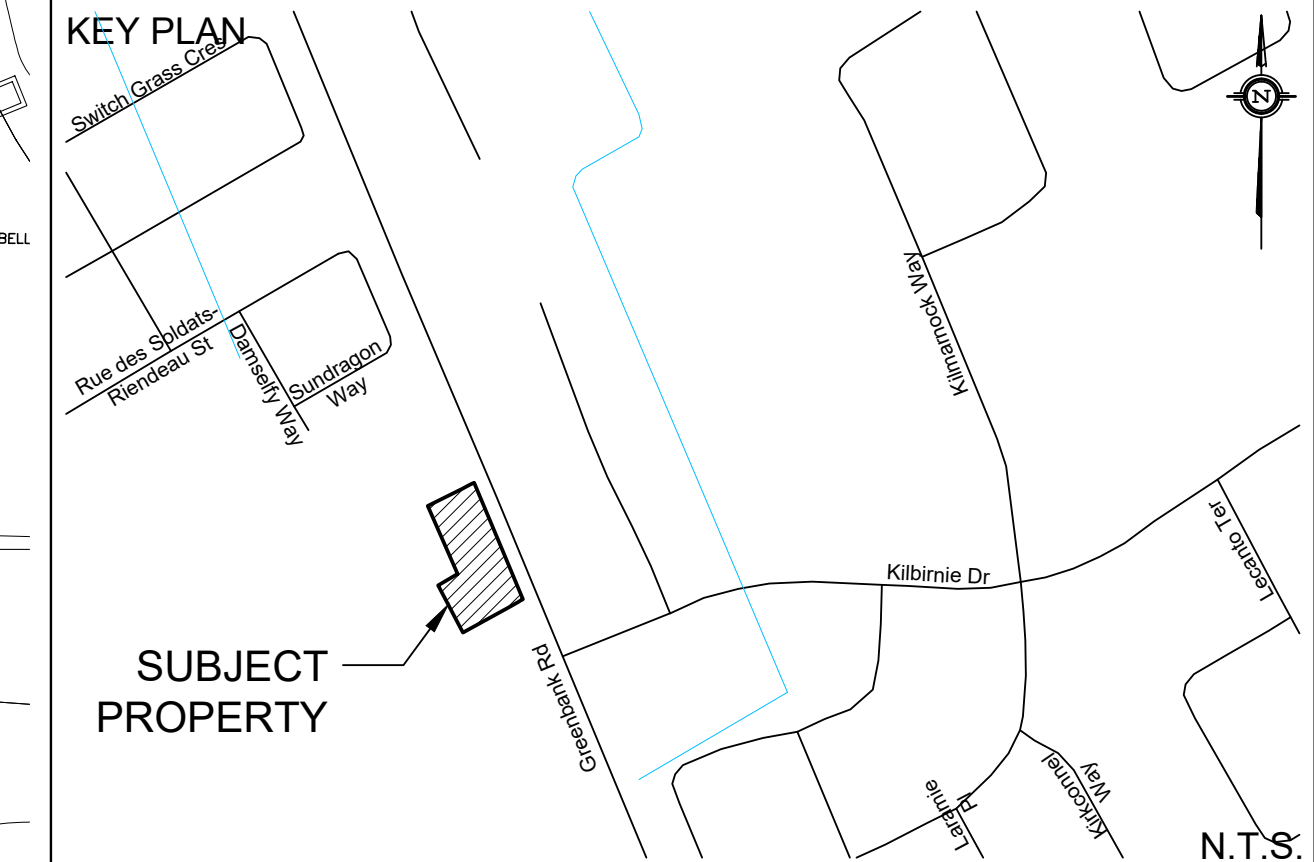 KEY PLAN
Switch Grass Cres
N
BELL
Rue des Soldats-
Riendeau St
Damselfy Way
Sundragon
Way
Kilmarnock Way
Lecanto Ter
Kilbirnie Dr
SUBJECT
PROPERTY
Greenbank Rd
Laramie
Pl
Kirkconnel
Way
N.T.S.